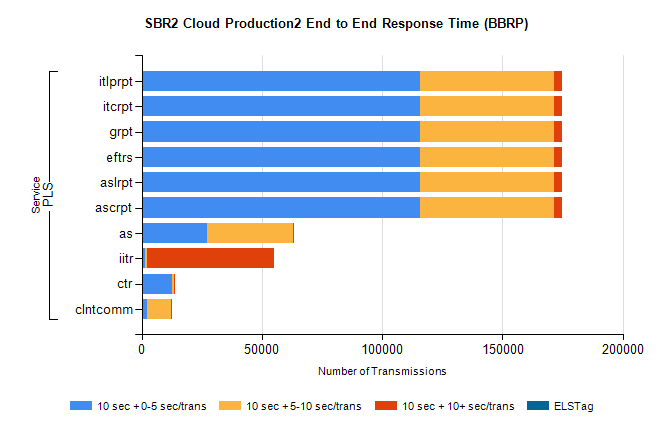 SBR2 Cloud Production2 End to End Response Time (BBRP)
itlprpt
itcrpt
grpt
eftrs
aslrpt
ascrpt
as
iitr
ctr
clntcomm
Service
PLS
0 50000 100000 150000 200000
Number of Transmissions
10 sec +0-5 sec/trans 10 sec +5-10 sec/trans 10 sec + 10+ sec/trans ELSTag